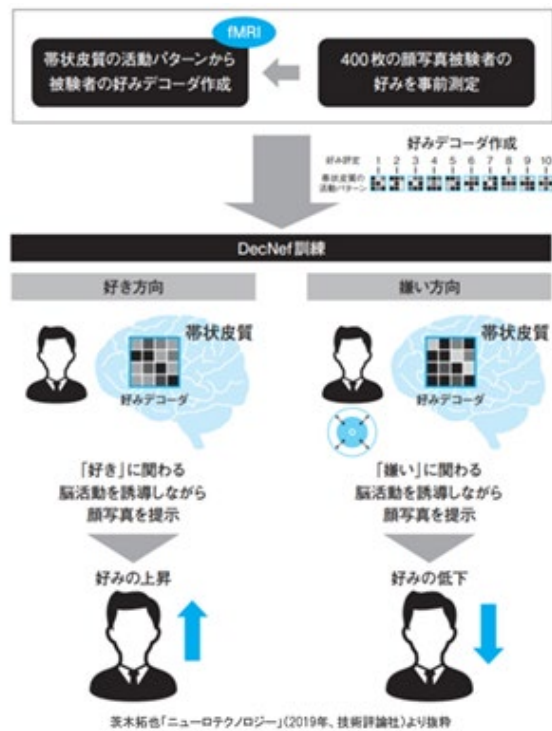 fMRI
帯状皮質の活動パターンから
被験者の好みデコーダ作成
400枚の顔写真被験者の
好みを事前測定
好みデコーダ作成
好み評定 1 2 3 4 5 6 7 8 9 10
帯状皮質の
活動パターン
DecNef訓練
好き方向
嫌い方向
帯状皮質
好みデコーダ
帯状皮質
好みデコーダ
「好き」に関わる
脳活動を誘導しながら
顔写真を提示
「嫌い」に関わる
脳活動を誘導しながら
顔写真を提示
好みの上昇
好みの低下
茨木拓也「ニューロテクノロジー」(2019年、技術評論社)より抜粋